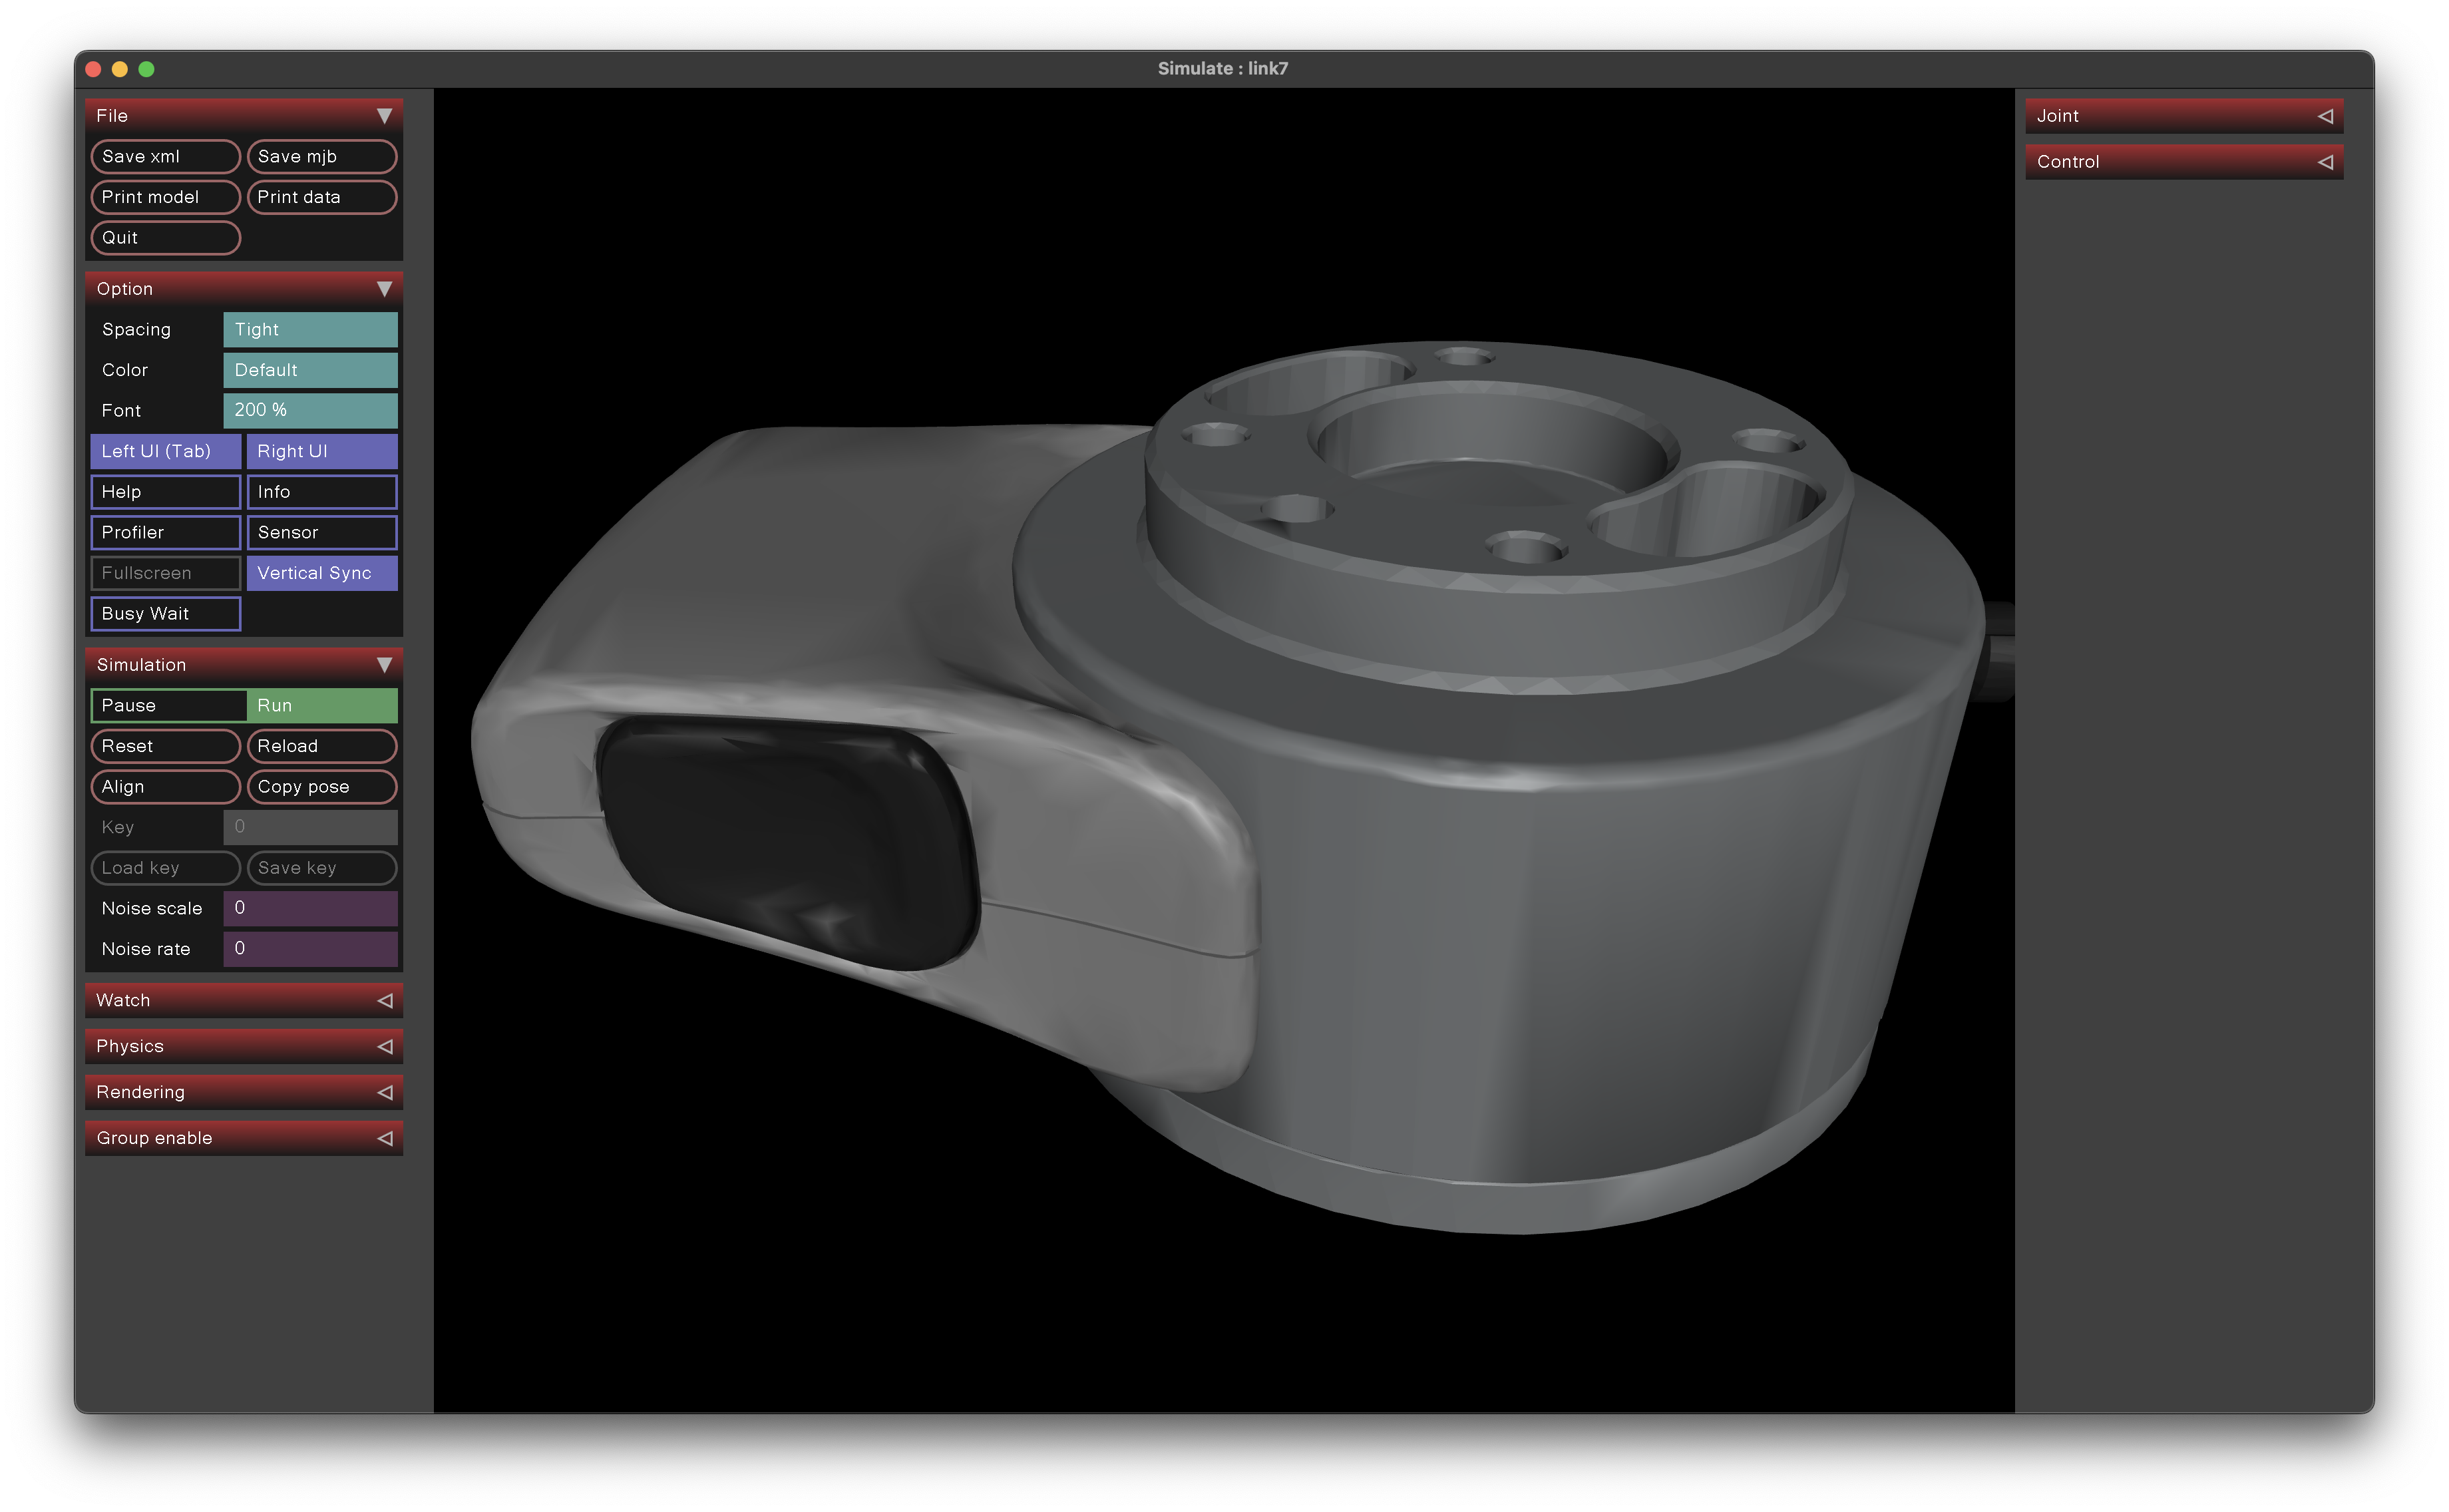 Simulate : link7
File
Save xml Save mjb
Print model Print data
Quit
Option
Spacing Tight
Color Default
Font 200 %
Left UI (Tab) Right UI
Help Info
Profiler Sensor
Fullscreen Vertical Sync
Busy Wait
Simulation
Pause Run
Reset Reload
Align Copy pose
Key 0
Load key Save key
Noise scale 0
Noise rate 0
Watch
Physics
Rendering
Group enable
Joint
Control